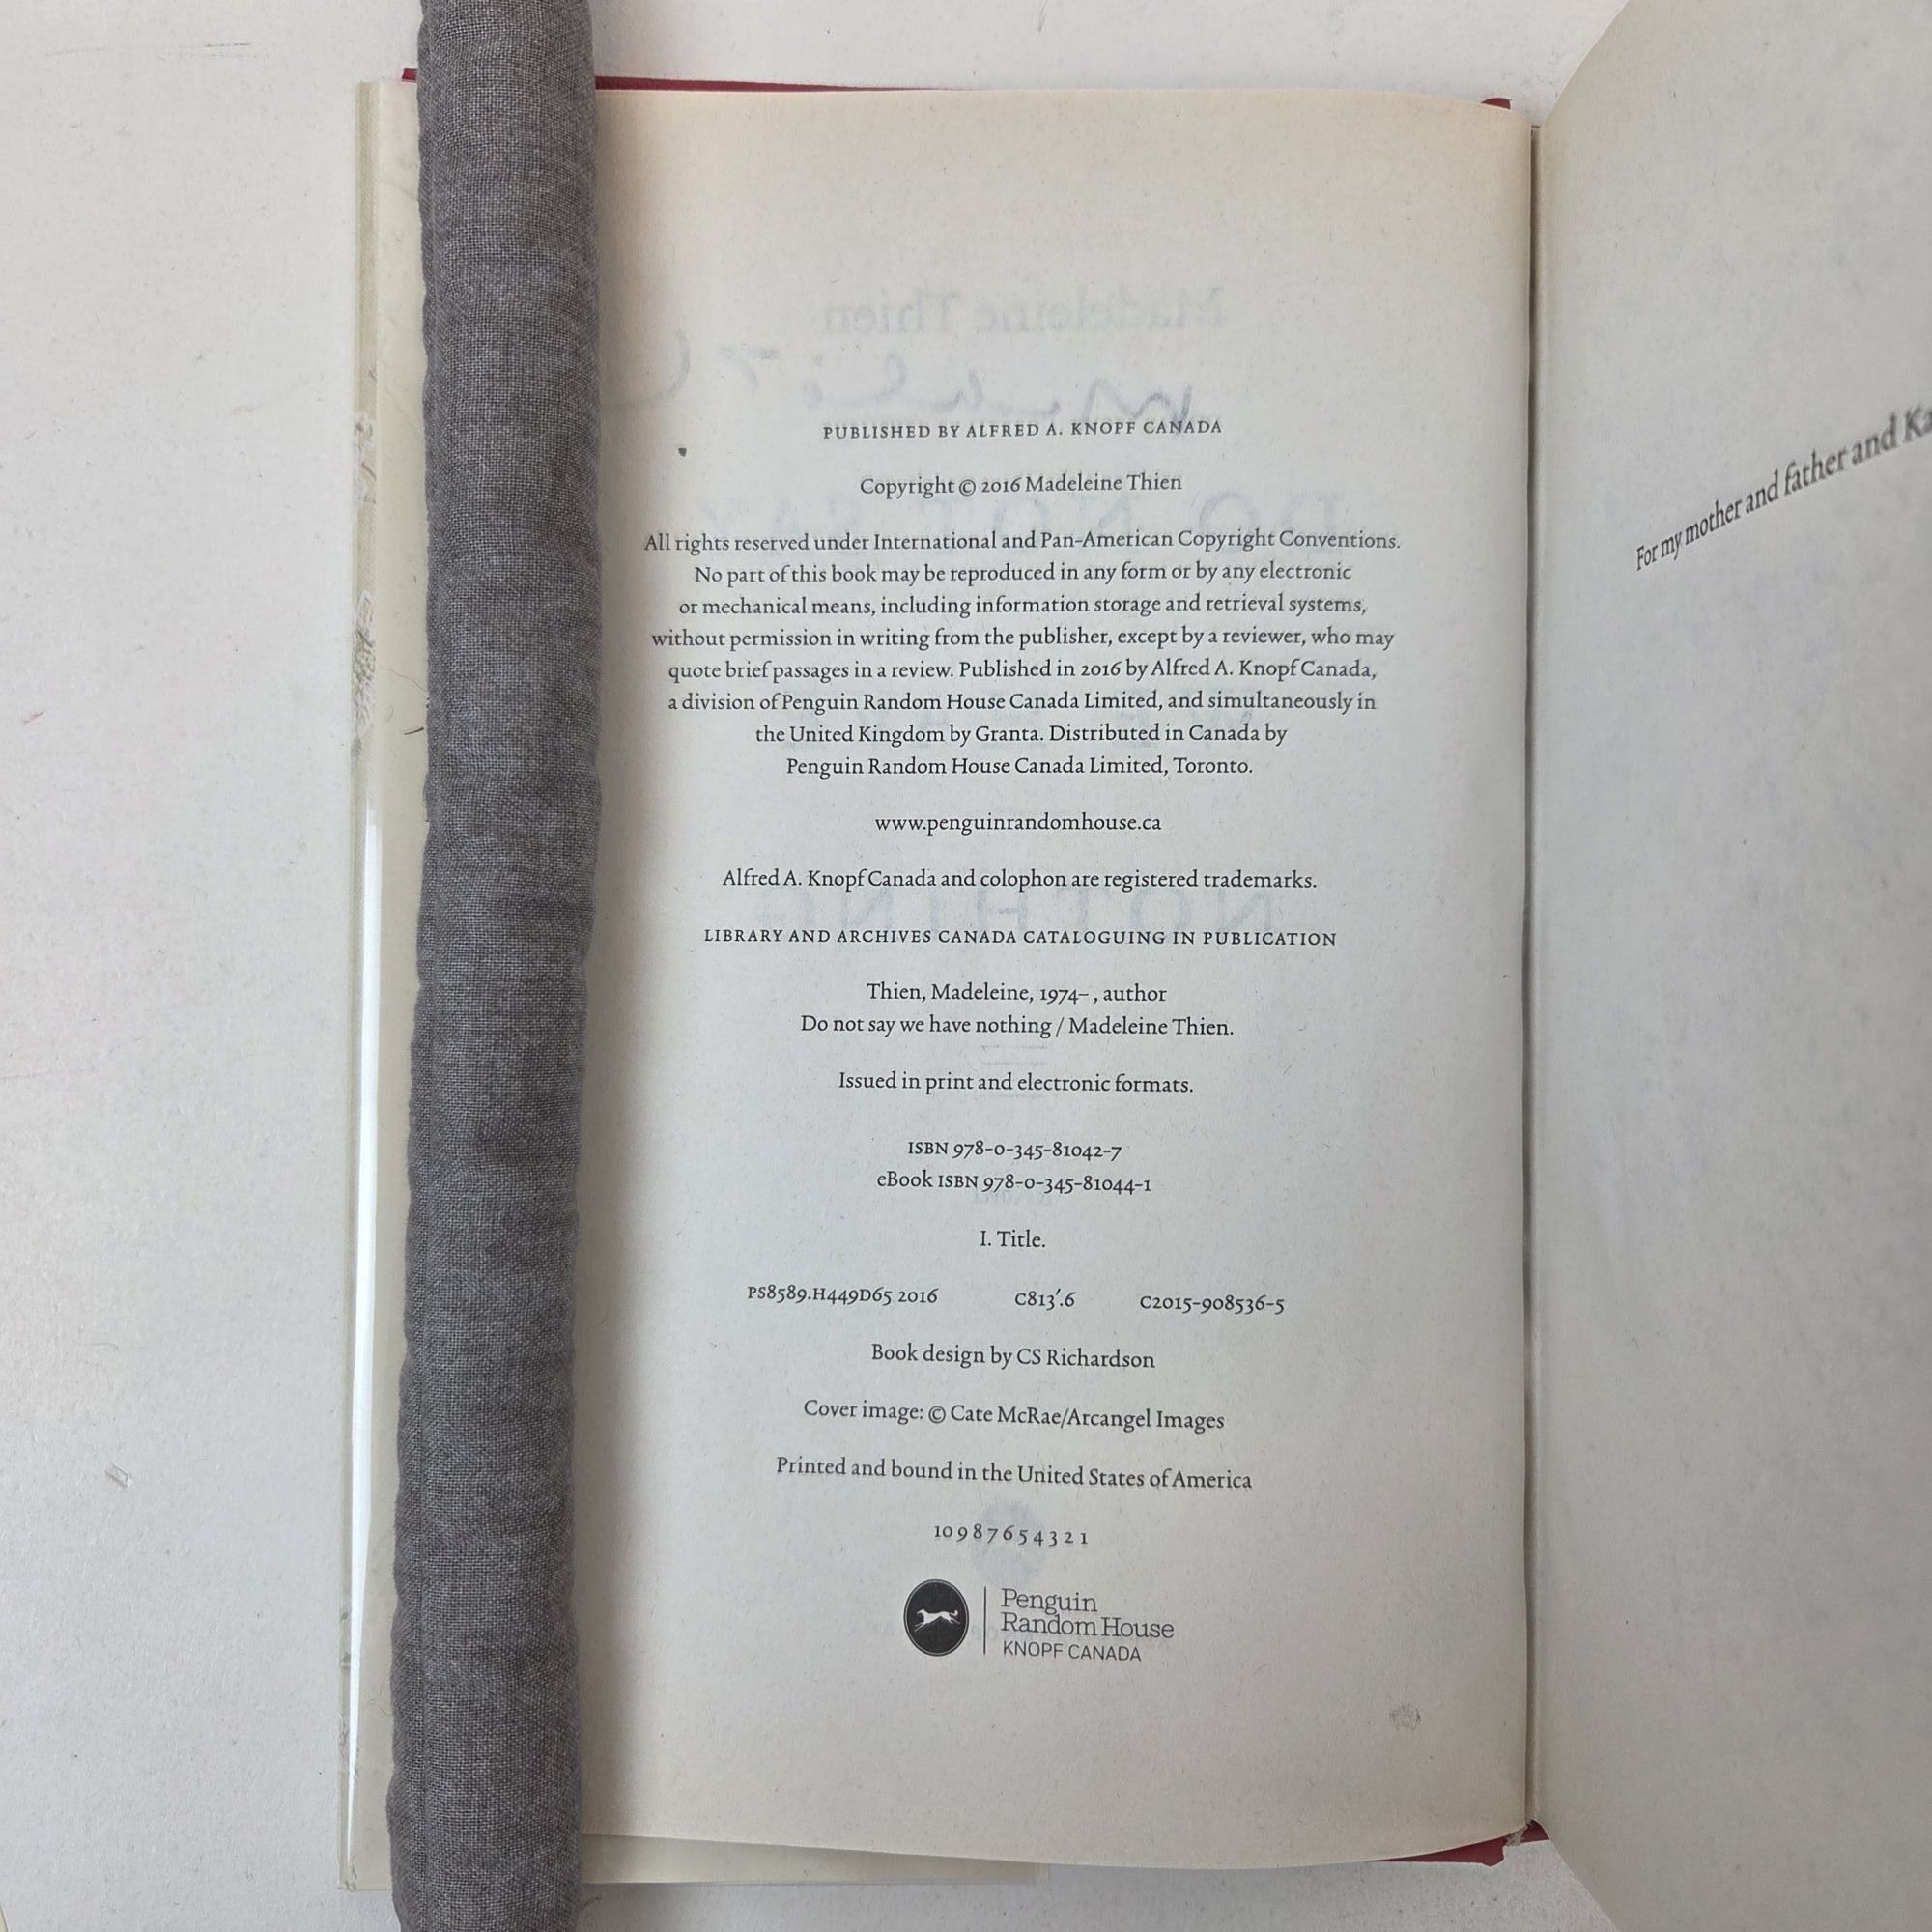 PUBLISHED BY ALFRED A. KNOPF CANADA
Copyright © 2016 Madeleine Thien
All rights reserved under International and Pan-American Copyright Conventions.
No part of this book may be reproduced in any form or by any electronic
or mechanical means, including information storage and retrieval systems,
without permission in writing from the publisher, except by a reviewer, who may
quote brief passages in a review. Published in 2016 by Alfred A. Knopf Canada,
a division of Penguin Random House Canada Limited, and simultaneously in
the United Kingdom by Granta. Distributed in Canada by
Penguin Random House Canada Limited, Toronto.
www.penguinrandomhouse.ca
Alfred A. Knopf Canada and colophon are registered trademarks.
LIBRARY AND ARCHIVES CANADA CATALOGUING IN PUBLICATION
Thien, Madeleine, 1974– , author
Do not say we have nothing / Madeleine Thien.
Issued in print and electronic formats.
ISBN 978-0-345-81042-7
eBook ISBN 978-0-345-81044-1
I. Title.
PS8589.H449D65 2016 C813′.6 C2015-908536-5
Book design by CS Richardson
Cover image: © Cate McRae/Arcangel Images
Printed and bound in the United States of America
10 9 8 7 6 5 4 3 2 1
Penguin
Random House
KNOPF CANADA
For my mother and father and